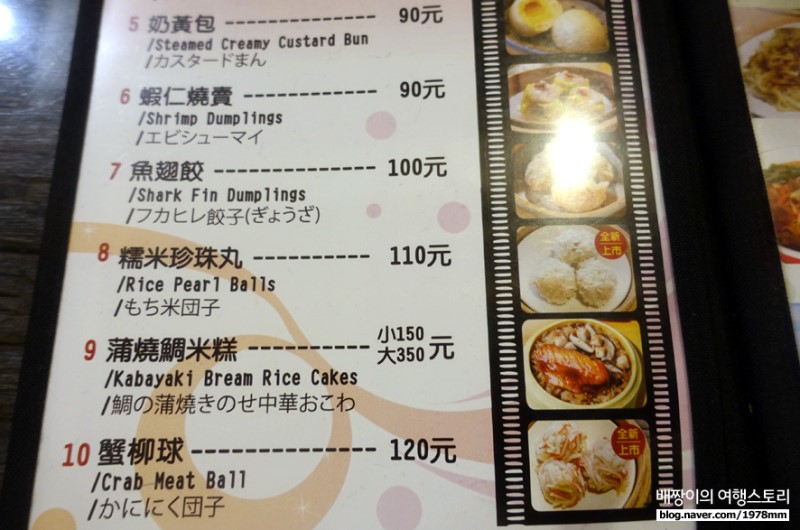 5 奶黃包 -------------- 90元
/Steamed Creamy Custard Bun
/カスタードまん
6 蝦仁燒賣 ------------- 90元
/Shrimp Dumplings
/エビシューマイ
7 魚翅餃 -------------- 100元
/Shark Fin Dumplings
/フカヒレ餃子(ぎょうざ)
8 糯米珍珠丸 ----------- 110元
/Rice Pearl Balls
/もち米団子
9 蒲燒鯛米糕 ----------- 小150 大350 元
/Kabayaki Bream Rice Cakes
/鯛の蒲焼きのせ中華おこわ
10 蟹柳球 -------------- 120元
/Crab Meat Ball
/かににく団子
全新
上市
全新
上市
배짱이의 여행스토리
blog.naver.com/1978mm